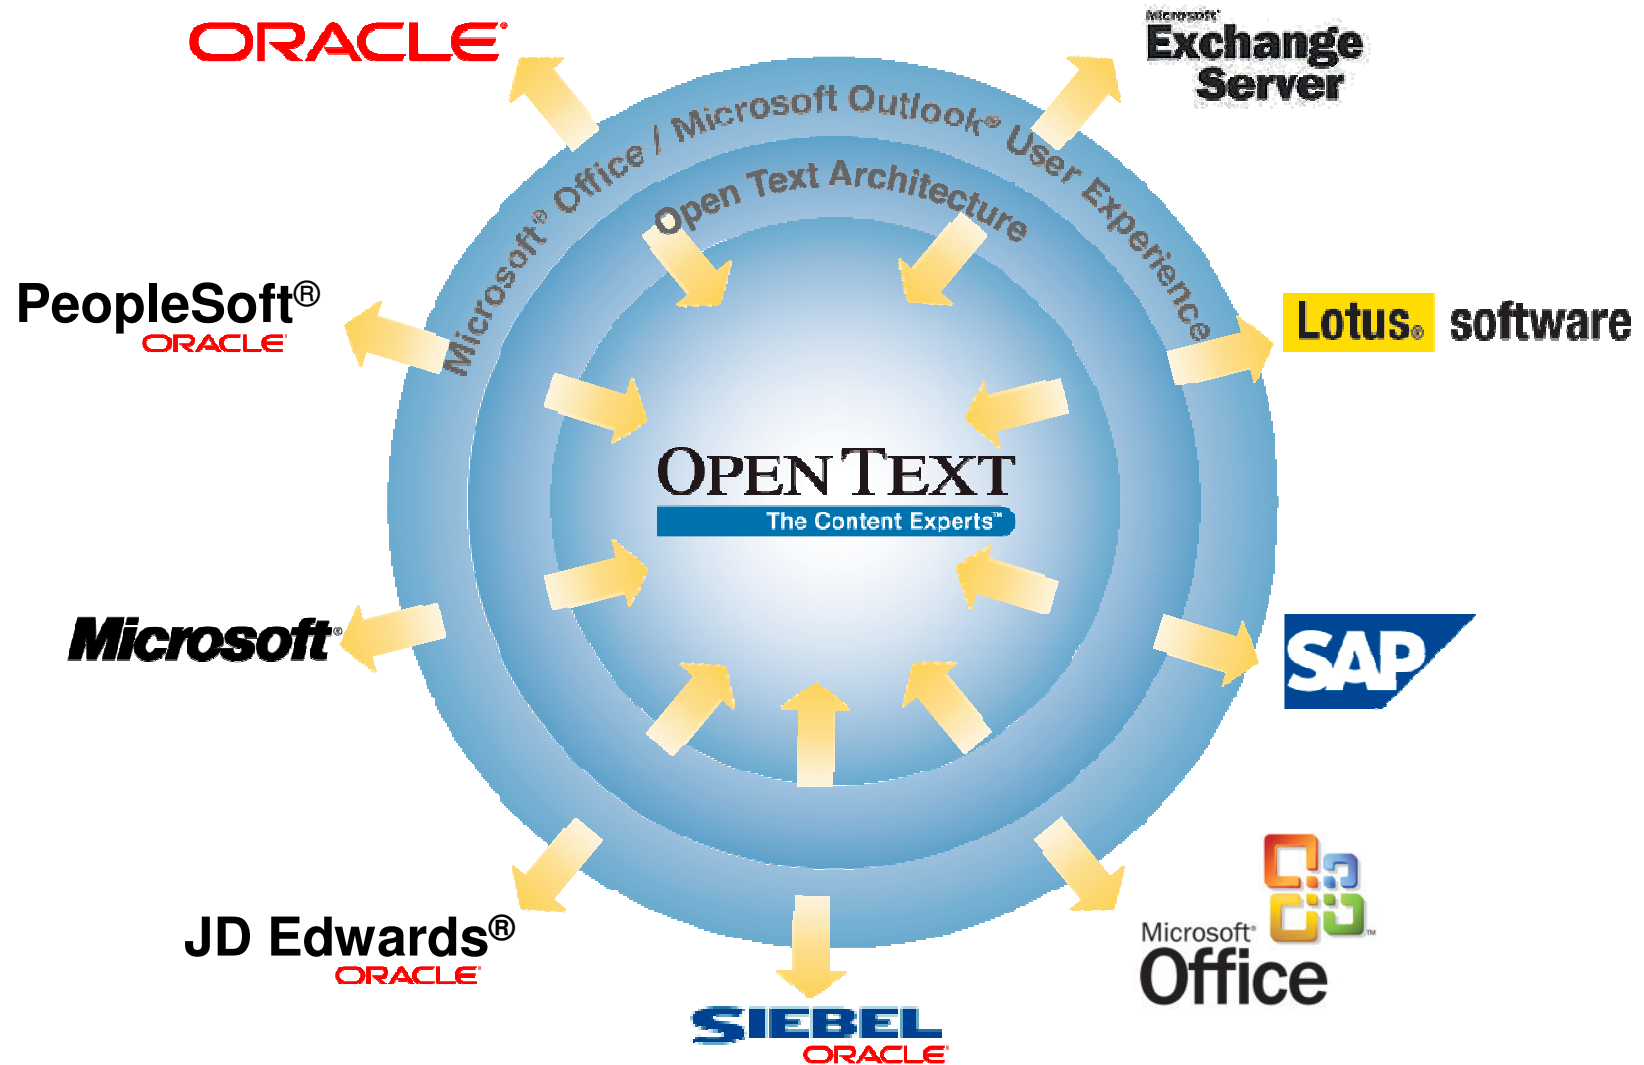 ORACLE®
Microsoft®
Exchange
Server
Microsoft® Office / Microsoft Outlook® User Experience
Open Text Architecture
PeopleSoft®
ORACLE®
Lotus® software
OPEN TEXT
The Content Experts™
Microsoft®
SAP
JD Edwards®
ORACLE®
Microsoft®
Office
™
SIEBEL
ORACLE®